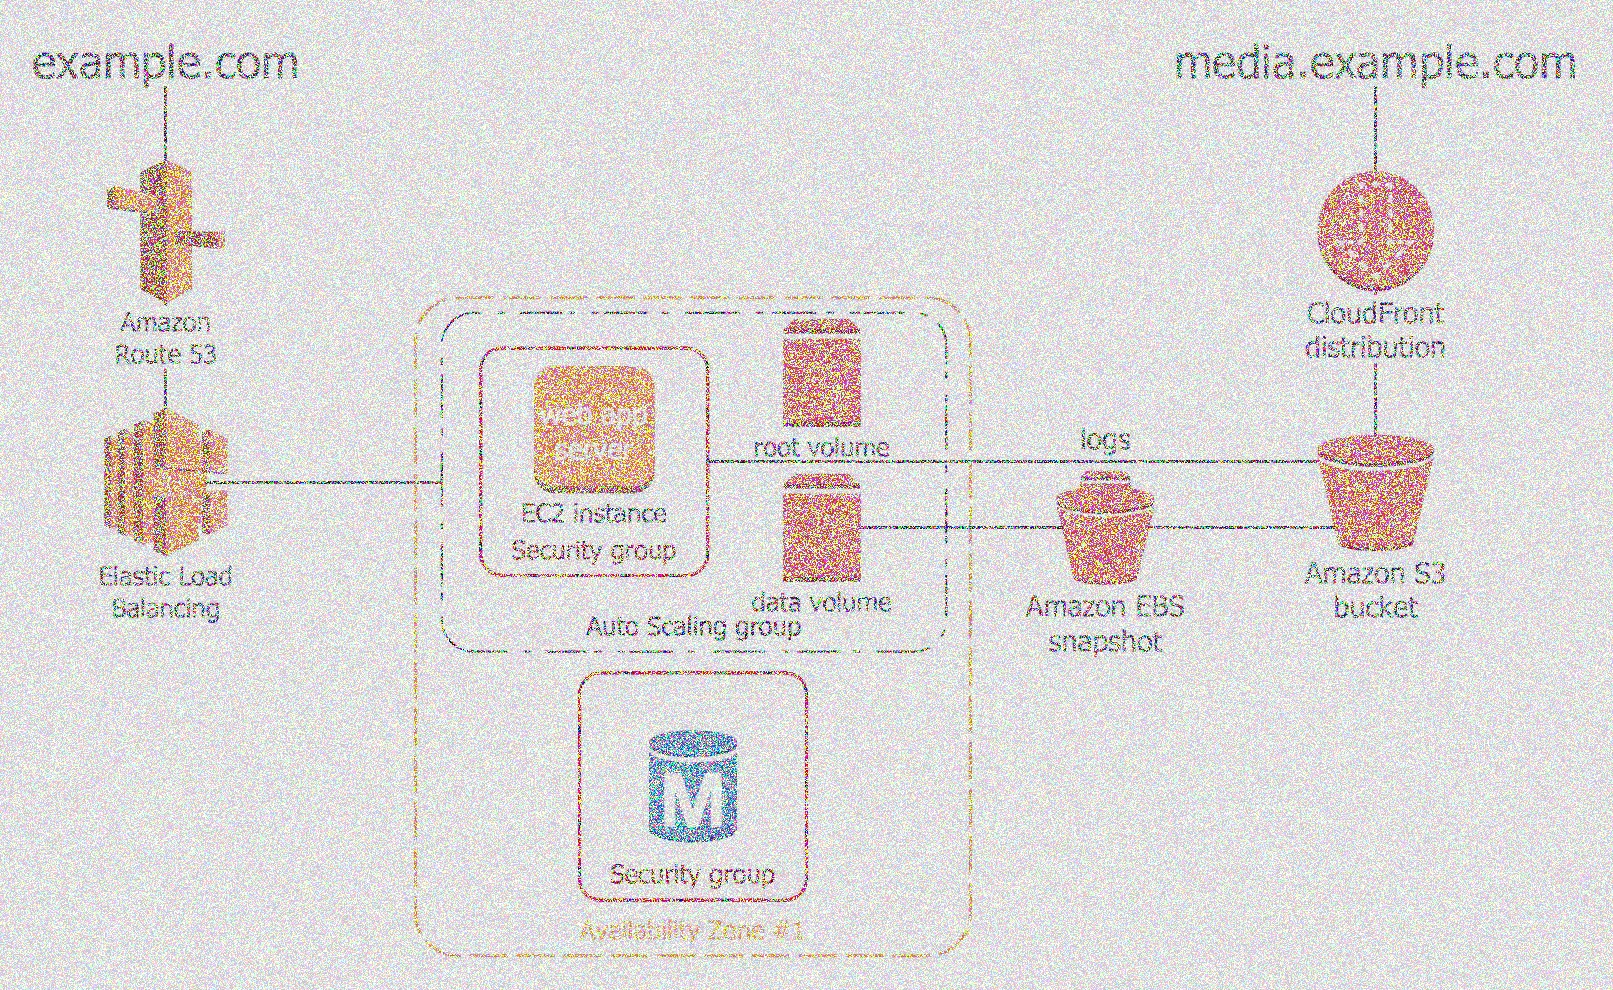 example.com
media.example.com
Amazon
Route 53
CloudFront
distribution
web app
server
root volume
logs
EC2 instance
Security group
Elastic Load
Balancing
data volume
Auto Scaling group
Amazon EBS
snapshot
Amazon S3
bucket
M
Security group
Availability Zone #1